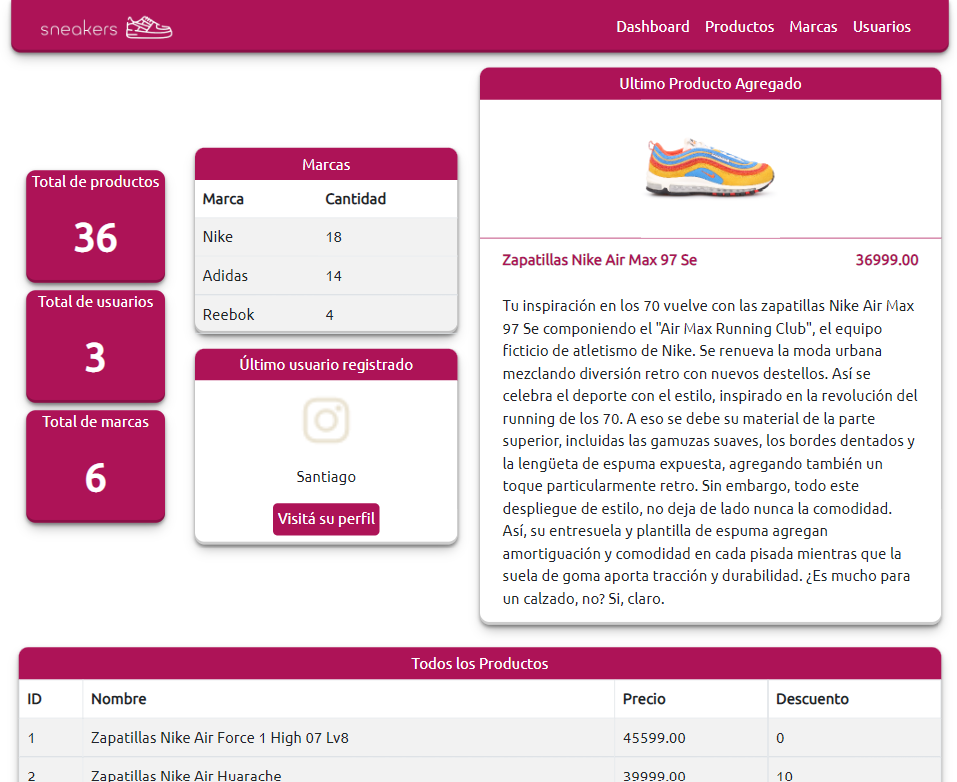 sneakers
Dashboard Productos Marcas Usuarios
Total de productos
36
Total de usuarios
3
Total de marcas
6
Marcas
Marca Cantidad
Nike 18
Adidas 14
Reebok 4
Último usuario registrado
Santiago
Visitá su perfil
Ultimo Producto Agregado
Zapatillas Nike Air Max 97 Se 36999.00
Tu inspiración en los 70 vuelve con las zapatillas Nike Air Max
97 Se componiendo el "Air Max Running Club", el equipo
ficticio de atletismo de Nike. Se renueva la moda urbana
mezclando diversión retro con nuevos destellos. Así se
celebra el deporte con el estilo, inspirado en la revolución del
running de los 70. A eso se debe su material de la parte
superior, incluidas las gamuzas suaves, los bordes dentados y
la lengüeta de espuma expuesta, agregando también un
toque particularmente retro. Sin embargo, todo este
despliegue de estilo, no deja de lado nunca la comodidad.
Así, su entresuela y plantilla de espuma agregan
amortiguación y comodidad en cada pisada mientras que la
suela de goma aporta tracción y durabilidad. ¿Es mucho para
un calzado, no? Si, claro.
Todos los Productos
ID Nombre Precio Descuento
1 Zapatillas Nike Air Force 1 High 07 Lv8 45599.00 0
2 Zapatillas Nike Air Huarache 39999.00 10